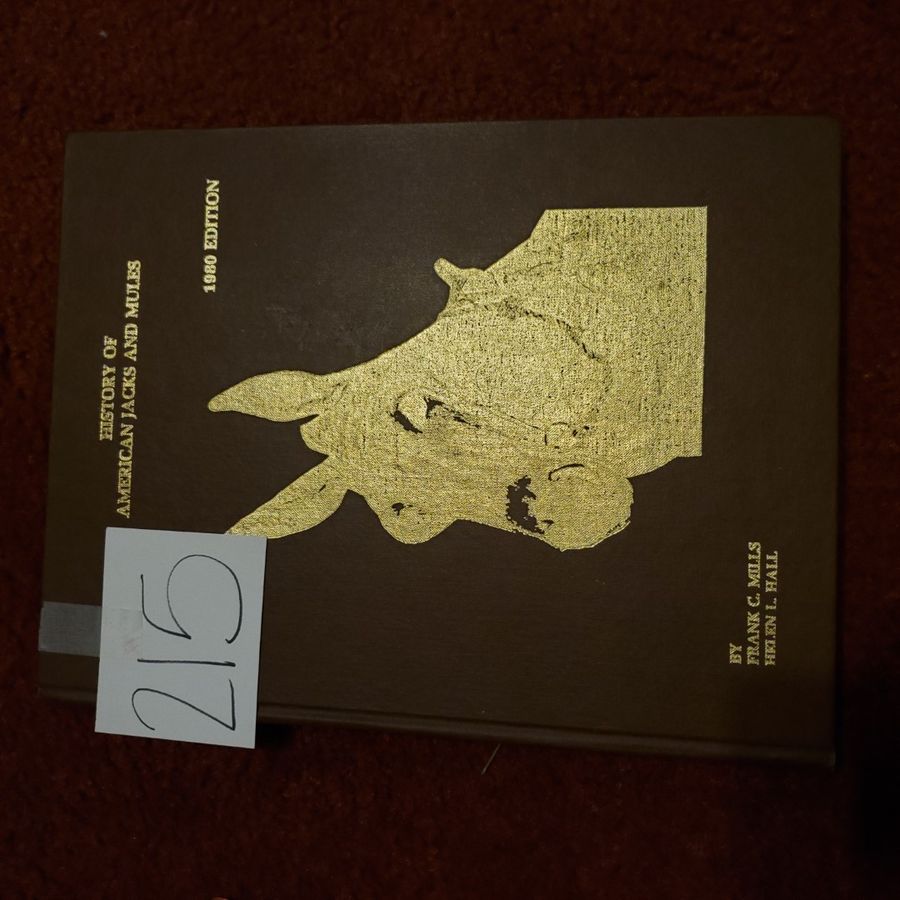 HISTORY OF
AMERICAN JACKS AND MULES
1980 EDITION
215
BY
FRANK C. MILLS
HELEN L. HALL